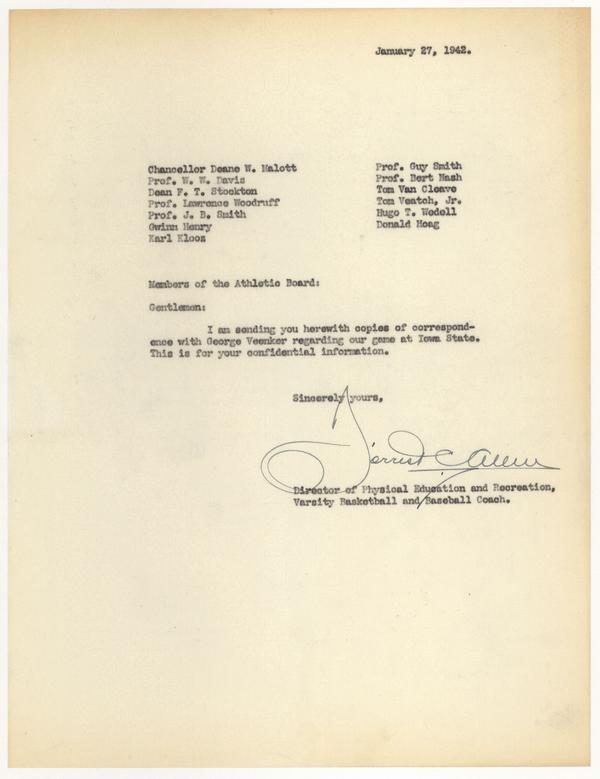 January 27, 1942.
Chancellor Deane W. Malott
Prof. W. W. Davis
Dean F. T. Stockton
Prof. Lawrence Woodruff
Prof. J. B. Smith
Gwinn Henry
Karl Klooz
Prof. Guy Smith
Prof. Bert Nash
Tom Van Cleave
Tom Veatch, Jr.
Hugo T. Wedell
Donald Hoag
Members of the Athletic Board:
Gentlemen:
I am sending you herewith copies of correspond-
ence with George Veenker regarding our game at Iowa State.
This is for your confidential information.
Sincerely yours,
Forrest C. Allen
Director of Physical Education and Recreation,
Varsity Basketball and Baseball Coach.